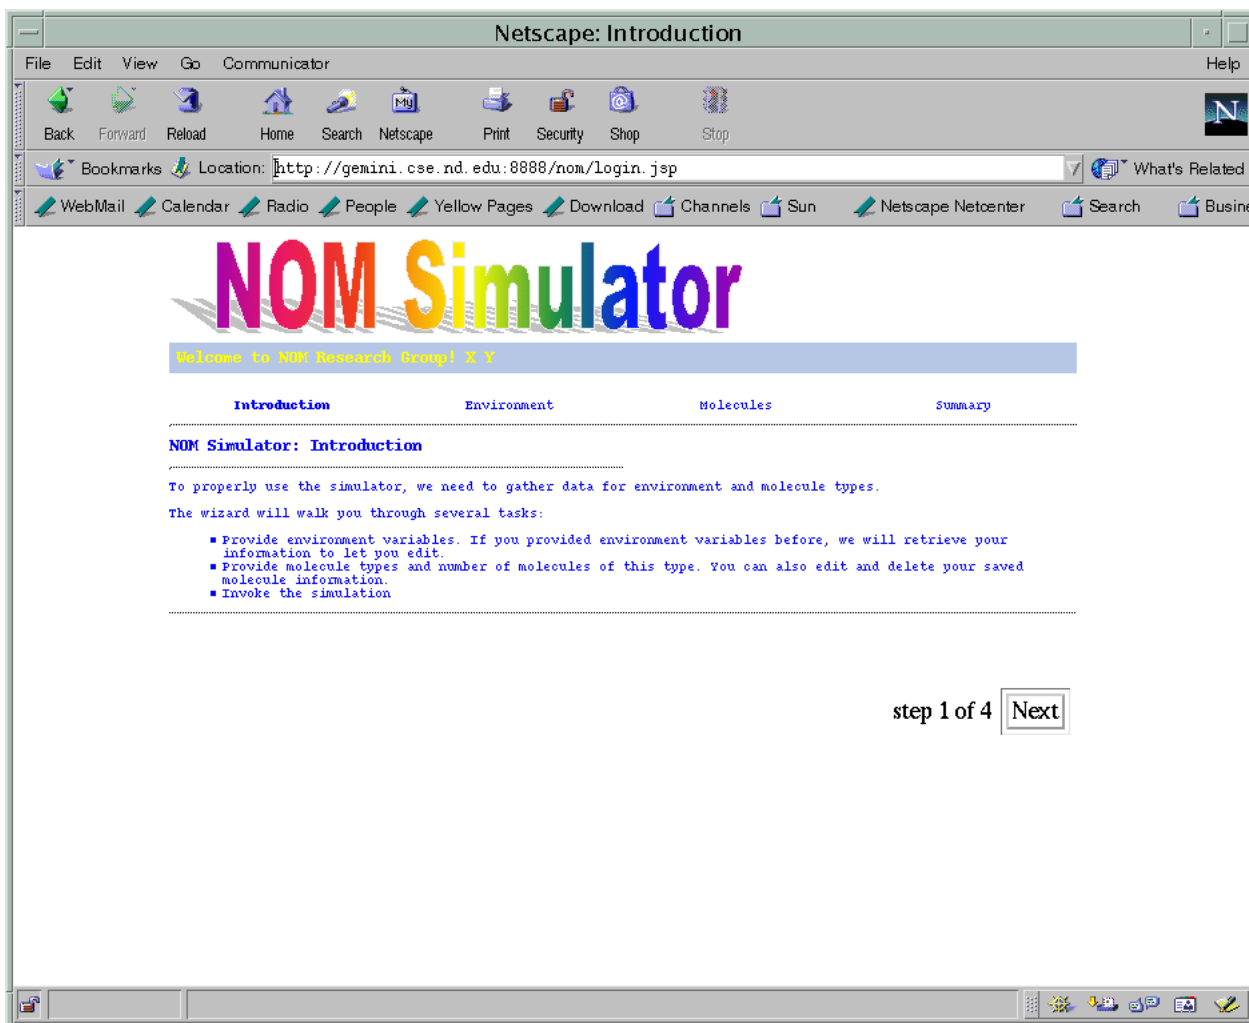 Netscape: Introduction
File Edit View Go Communicator Help
Back Forward Reload Home Search Netscape Print Security Shop Stop
My
N
Bookmarks Location: http://gemini.cse.nd.edu:8888/nom/login.jsp What's Related
WebMail Calendar Radio People Yellow Pages Download Channels Sun Netscape Netcenter Search Busine
NOM Simulator
Welcome to NOM Research Group! X Y
Introduction Environment Molecules Summary
NOM Simulator: Introduction
To properly use the simulator, we need to gather data for environment and molecule types.
The wizard will walk you through several tasks:
Provide environment variables. If you provided environment variables before, we will retrieve your
information to let you edit.
Provide molecule types and number of molecules of this type. You can also edit and delete your saved
molecule information.
Invoke the simulation
step 1 of 4 Next